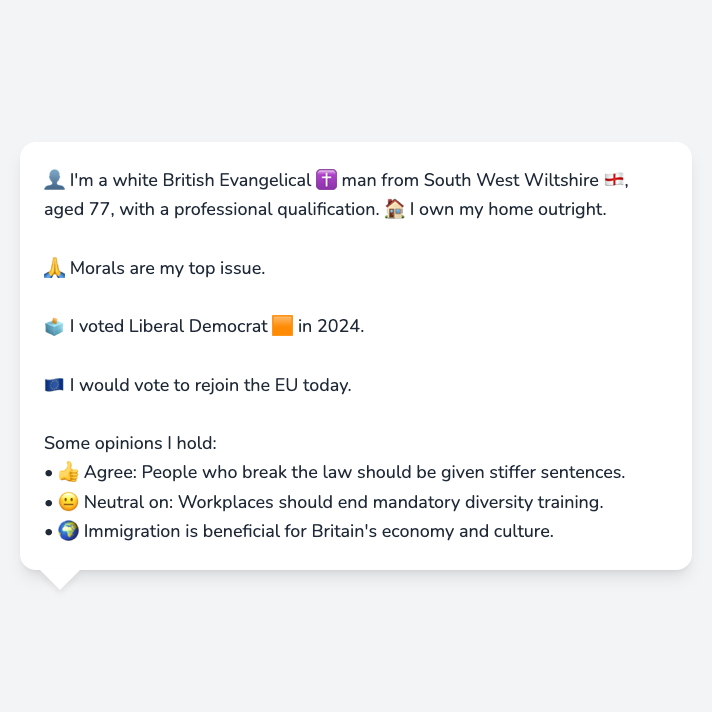 👤 I'm a white British Evangelical ✝️ man from South West Wiltshire 🏴󠁧󠁢󠁥󠁮󠁧󠁿,
aged 77, with a professional qualification. 🏠 I own my home outright.
🙏 Morals are my top issue.
🗳️ I voted Liberal Democrat 🟧 in 2024.
🇪🇺 I would vote to rejoin the EU today.
Some opinions I hold:
• 👍 Agree: People who break the law should be given stiffer sentences.
• 😐 Neutral on: Workplaces should end mandatory diversity training.
• 🌍 Immigration is beneficial for Britain's economy and culture.